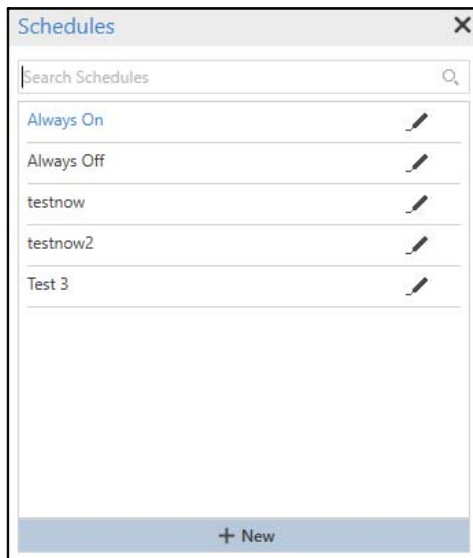 Schedules
Search Schedules
Always On
Always Off
testnow
testnow2
Test 3
+ New